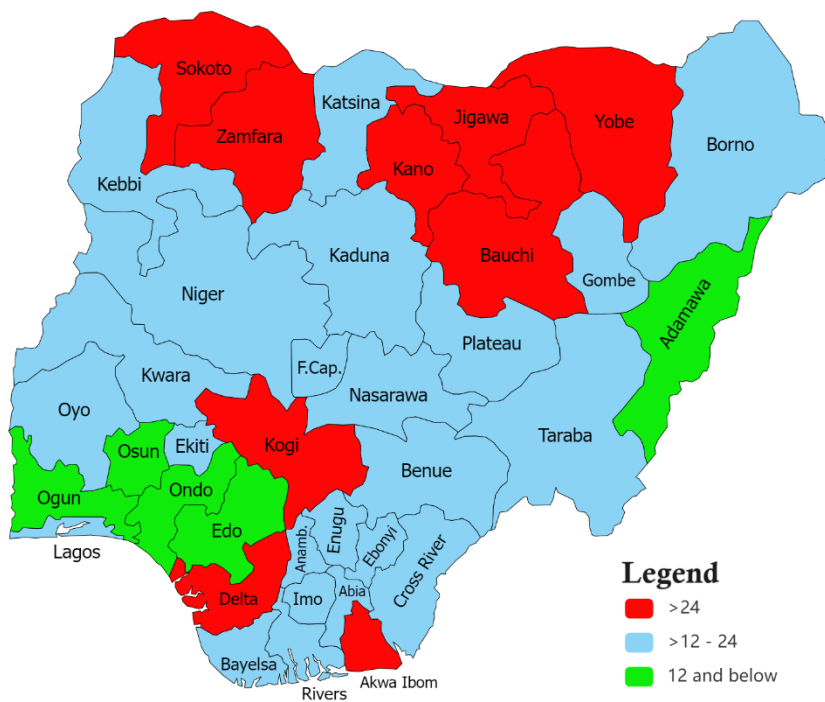 Sokoto
Katsina
Jigawa
Yobe
Zamfara
Borno
Kano
Kebbi
Kaduna
Bauchi
Gombe
Niger
Adamawa
Plateau
F.Cap.
Kwara
Nasarawa
Oyo
Taraba
Osun
Ekiti
Kogi
Benue
Ogun
Ondo
Edo
Enugu
Anamb.
Ebonyi
Lagos
Cross River
Delta
Imo
Abia
Bayelsa
Rivers
Akwa Ibom
Legend
>24
>12 - 24
12 and below